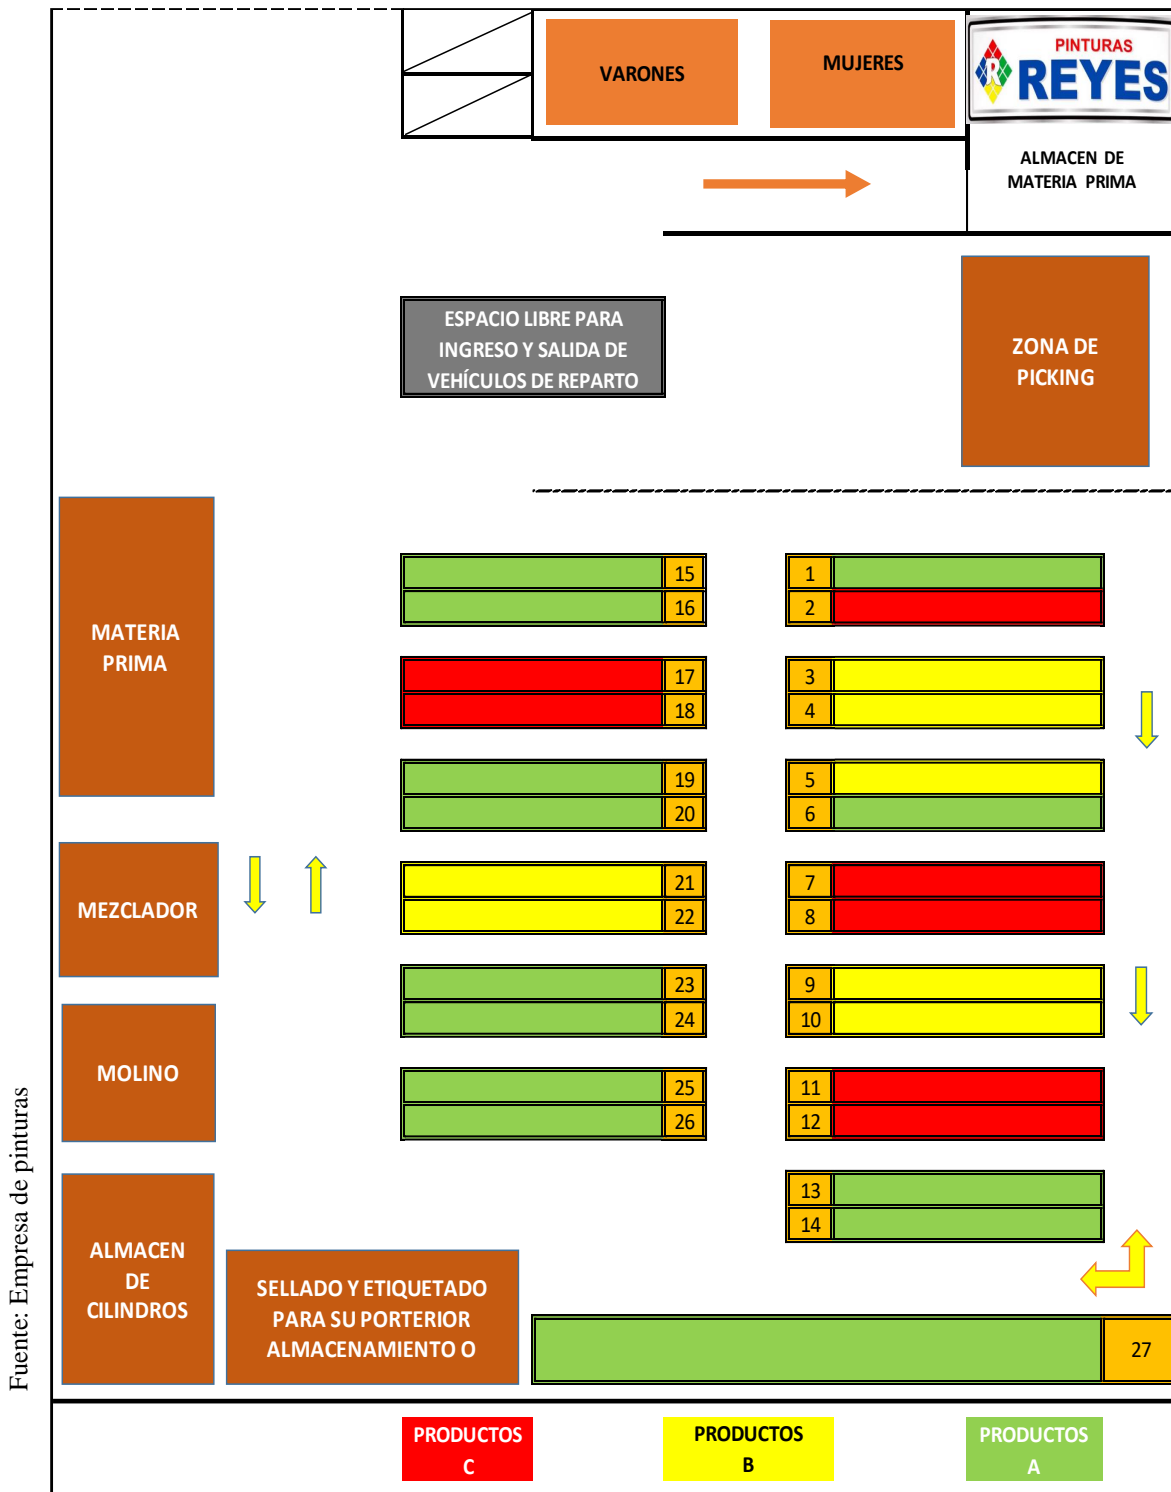 VARONES
MUJERES
PINTURAS
REYES
R
ALMACEN DE
MATERIA PRIMA
ESPACIO LIBRE PARA
INGRESO Y SALIDA DE
VEHÍCULOS DE REPARTO
ZONA DE
PICKING
MATERIA
PRIMA
MEZCLADOR
MOLINO
ALMACEN
DE
CILINDROS
SELLADO Y ETIQUETADO
PARA SU PORTERIOR
ALMACENAMIENTO O
15
16
17
18
19
20
21
22
23
24
25
26
1
2
3
4
5
6
7
8
9
10
11
12
13
14
27
PRODUCTOS
C
PRODUCTOS
B
PRODUCTOS
A
Fuente: Empresa de pinturas